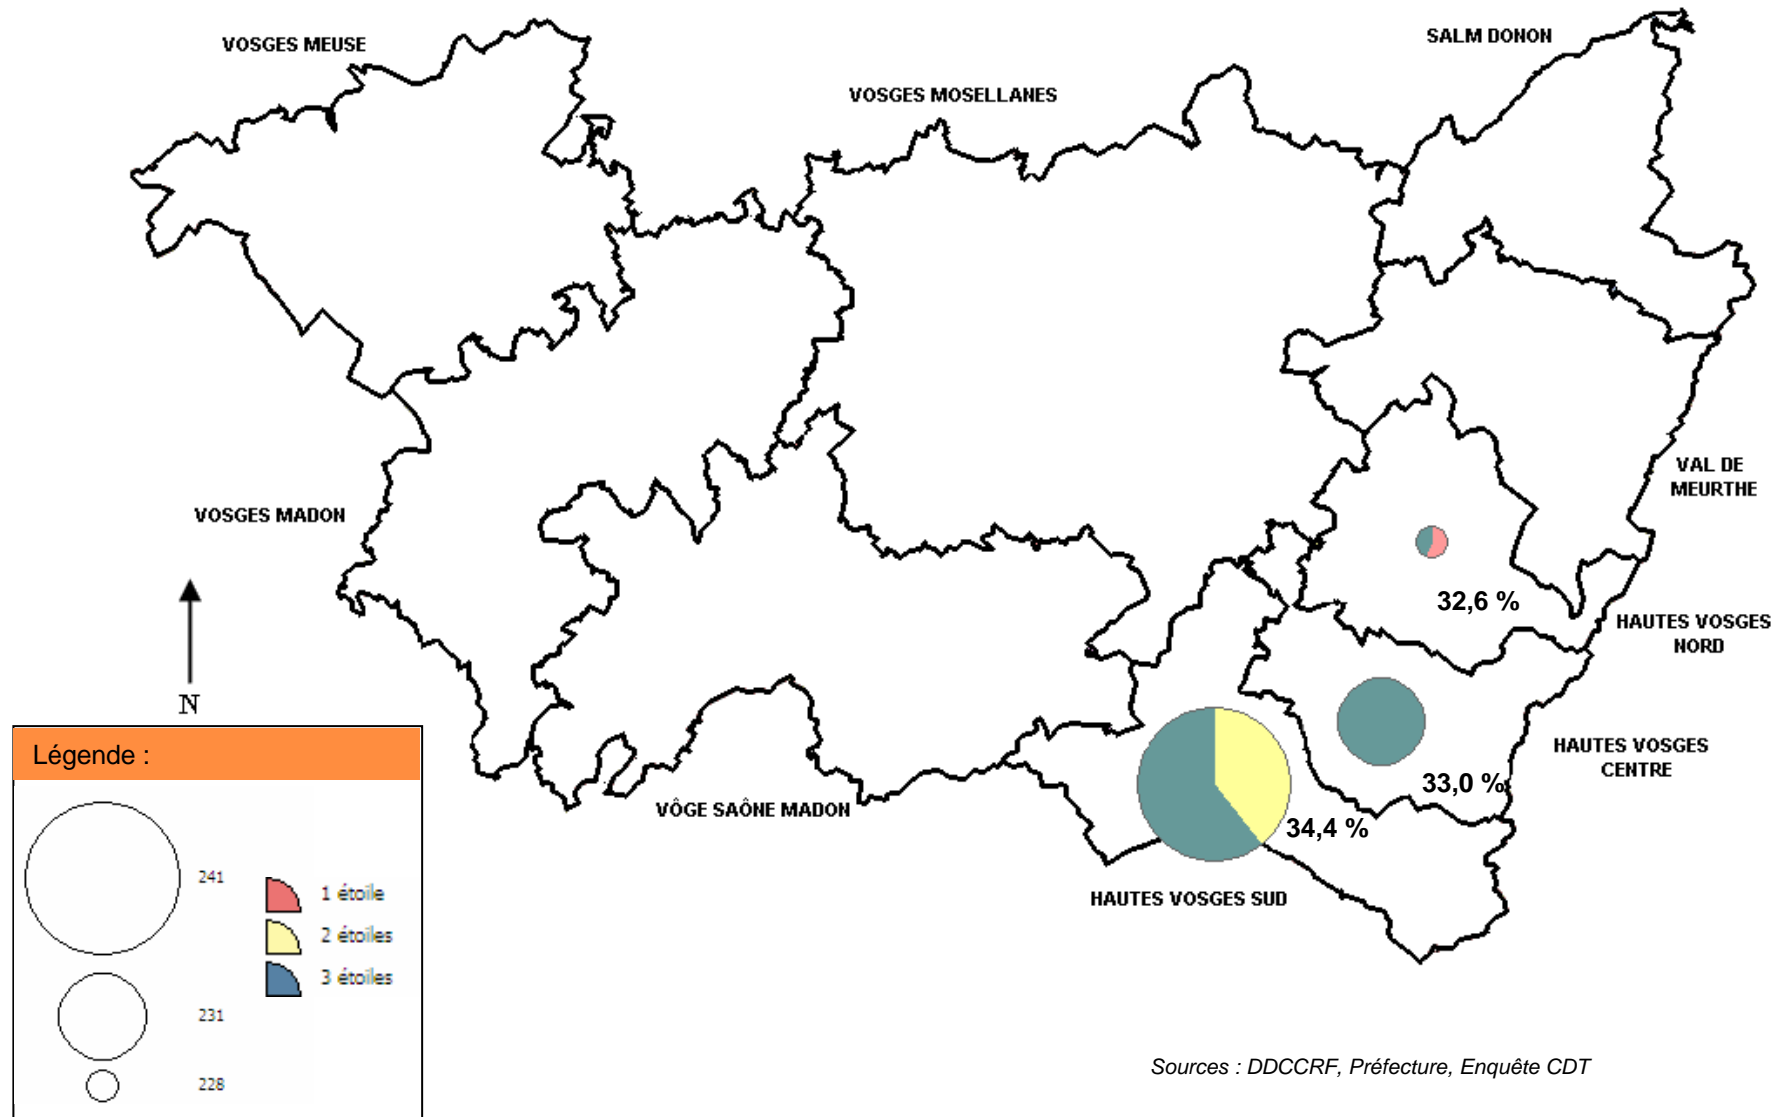 VOSGES MEUSE
SALM DONON
VOSGES MOSELLANES
VAL DE
MEURTHE
VOSGES MADON
32,6 %
HAUTES VOSGES
NORD
N
HAUTES VOSGES
CENTRE
33,0 %
VÔGE SAÔNE MADON
34,4 %
HAUTES VOSGES SUD
Légende :
241
1 étoile
2 étoiles
3 étoiles
231
228
Sources : DDCCRF, Préfecture, Enquête CDT